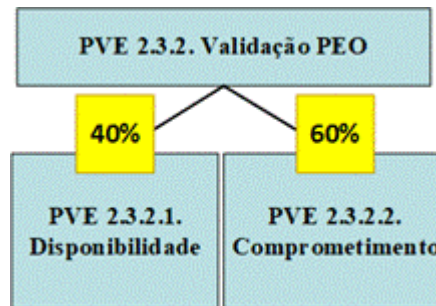 PVE 2.3.2. Validação PEO
40%
60%
PVE 2.3.2.1.
Disponibilidade
PVE 2.3.2.2.
Comprometimento